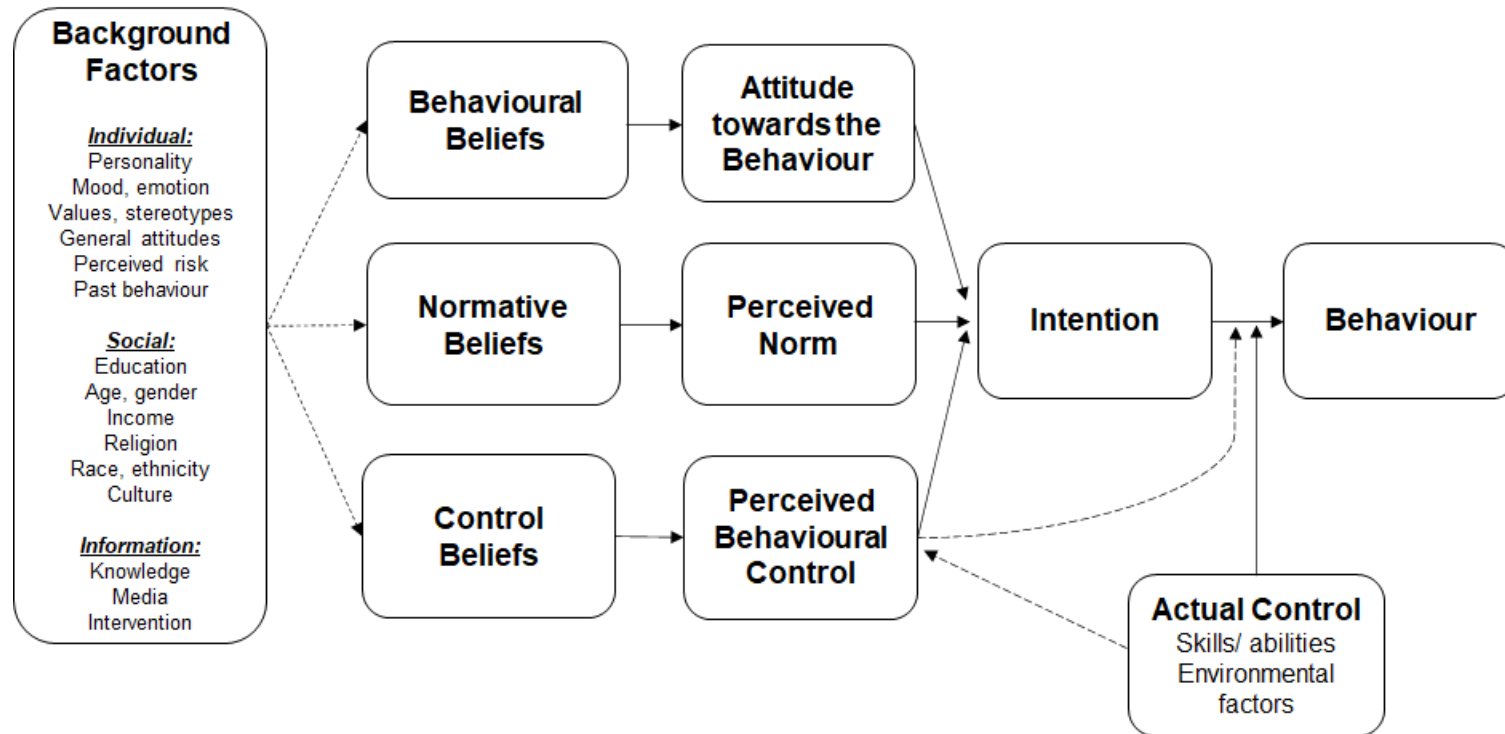 Background
Factors
Individual:
Personality
Mood, emotion
Values, stereotypes
General attitudes
Perceived risk
Past behaviour
Social:
Education
Age, gender
Income
Religion
Race, ethnicity
Culture
Information:
Knowledge
Media
Intervention
Behavioural
Beliefs
Attitude
towards the
Behaviour
Normative
Beliefs
Perceived
Norm
Intention
Behaviour
Control
Beliefs
Perceived
Behavioural
Control
Actual Control
Skills/ abilities
Environmental
factors